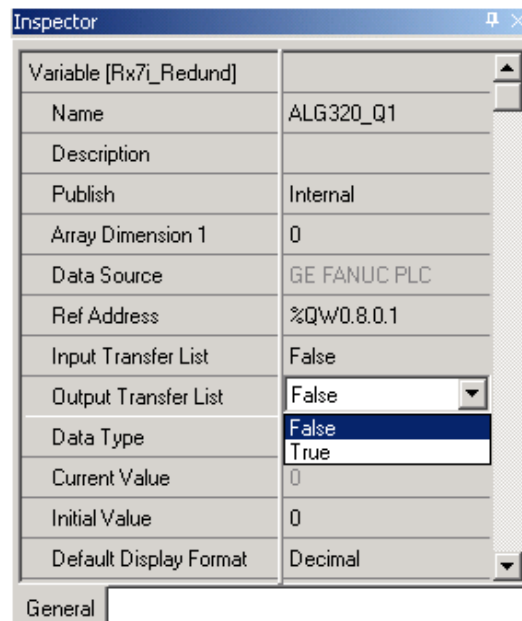 Inspector
Variable [Rx7i_Redund]
Name ALG320_Q1
Description
Publish Internal
Array Dimension 1 0
Data Source GE FANUC PLC
Ref Address %QW0.8.0.1
Input Transfer List False
Output Transfer List False
False
Data Type
True
Current Value 0
Initial Value 0
Default Display Format Decimal
General